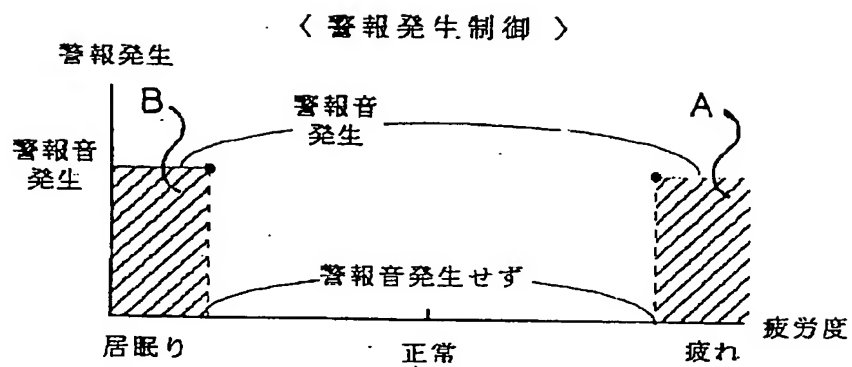 〈 警報発生制御 〉
警報発生
B
警報音
発生
A
警報音
発生
警報音発生せず
疲労度
居眠り
正常
疲れ